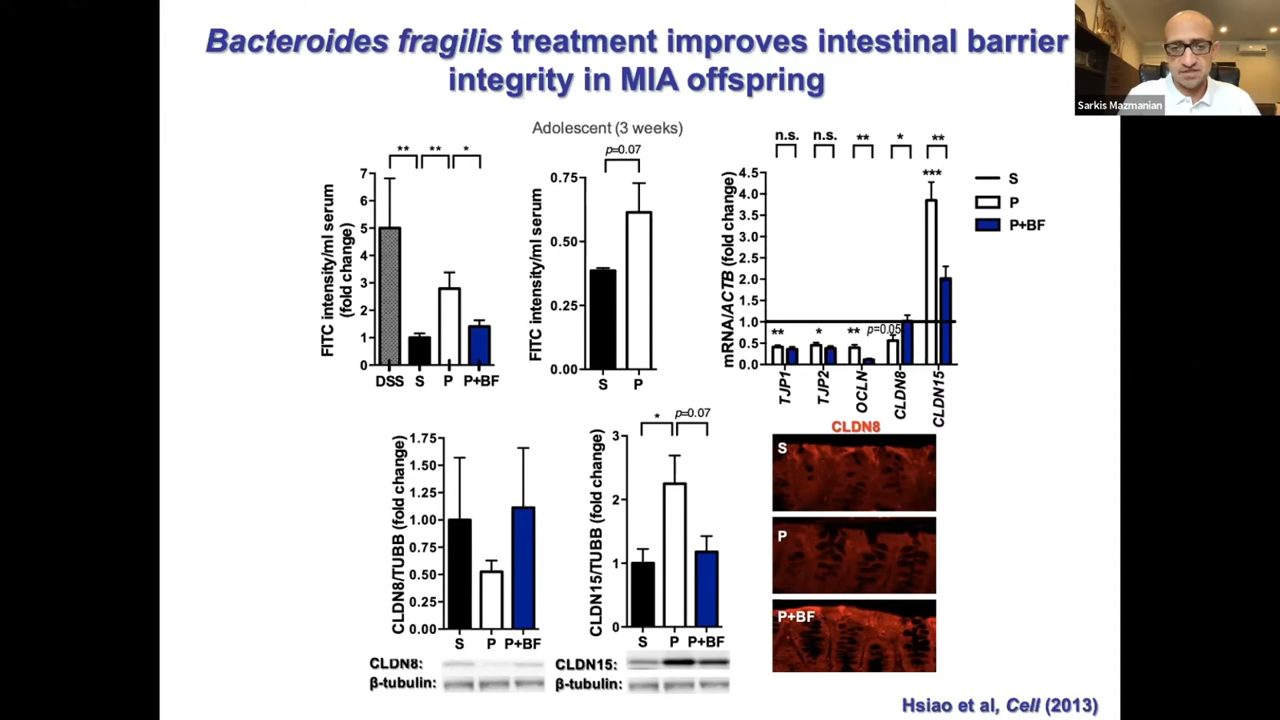 Bacteroides fragilis treatment improves intestinal barrier
integrity in MIA offspring
Sarkis Mazmanian
FITC intensity/ml serum
(fold change)
7
6
5
4
3
2
1
0
** ** *
DSS S P P+BF
Adolescent (3 weeks)
p=0.07
FITC intensity/ml serum
0.75
0.50
0.25
0.00
S P
n.s. n.s. ** * **
mRNA/ACTB (fold change)
4.5
4.0
3.5
3.0
2.5
2.0
1.5
1.0
0.5
0.0
***
** * ** p=0.05
TJP1 TJP2 OCLN CLDN8 CLDN15
S
P
P+BF
CLDN8/TUBB (fold change)
1.75
1.50
1.25
1.00
0.75
0.50
0.25
0.00
S P P+BF
CLDN8:
β-tubulin:
* p=0.07
CLDN15/TUBB (fold change)
3
2
1
0
S P P+BF
CLDN15:
β-tubulin:
CLDN8
S
P
P+BF
Hsiao et al, Cell (2013)